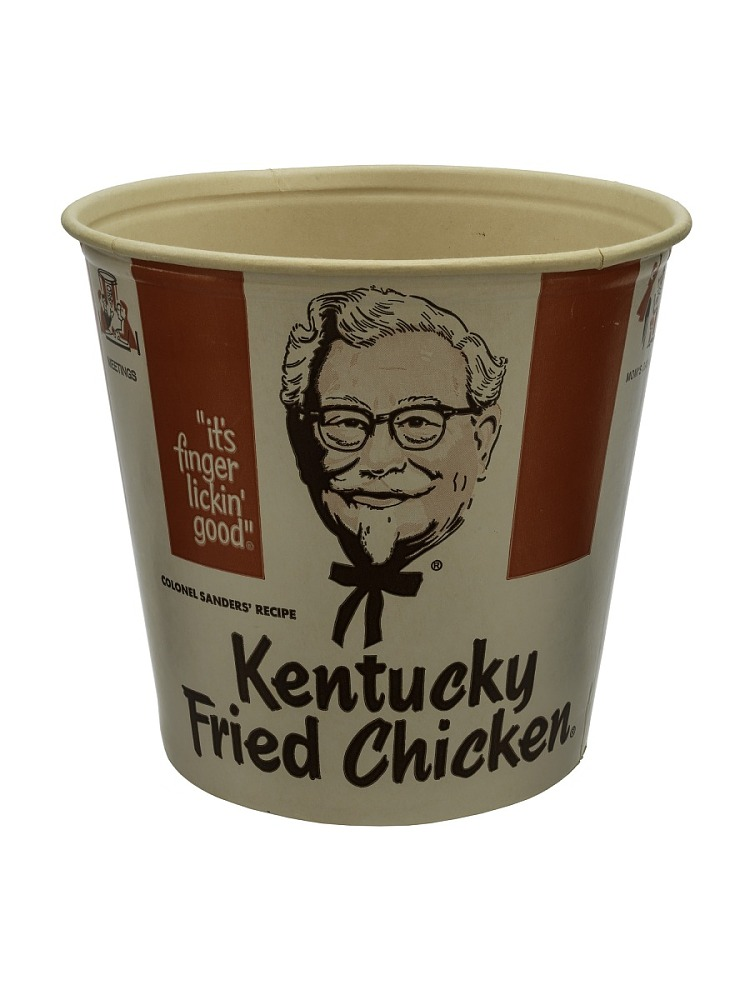 MEETINGS
"it's
finger
lickin'
good"®
®
COLONEL SANDERS' RECIPE
Kentucky
Fried Chicken®